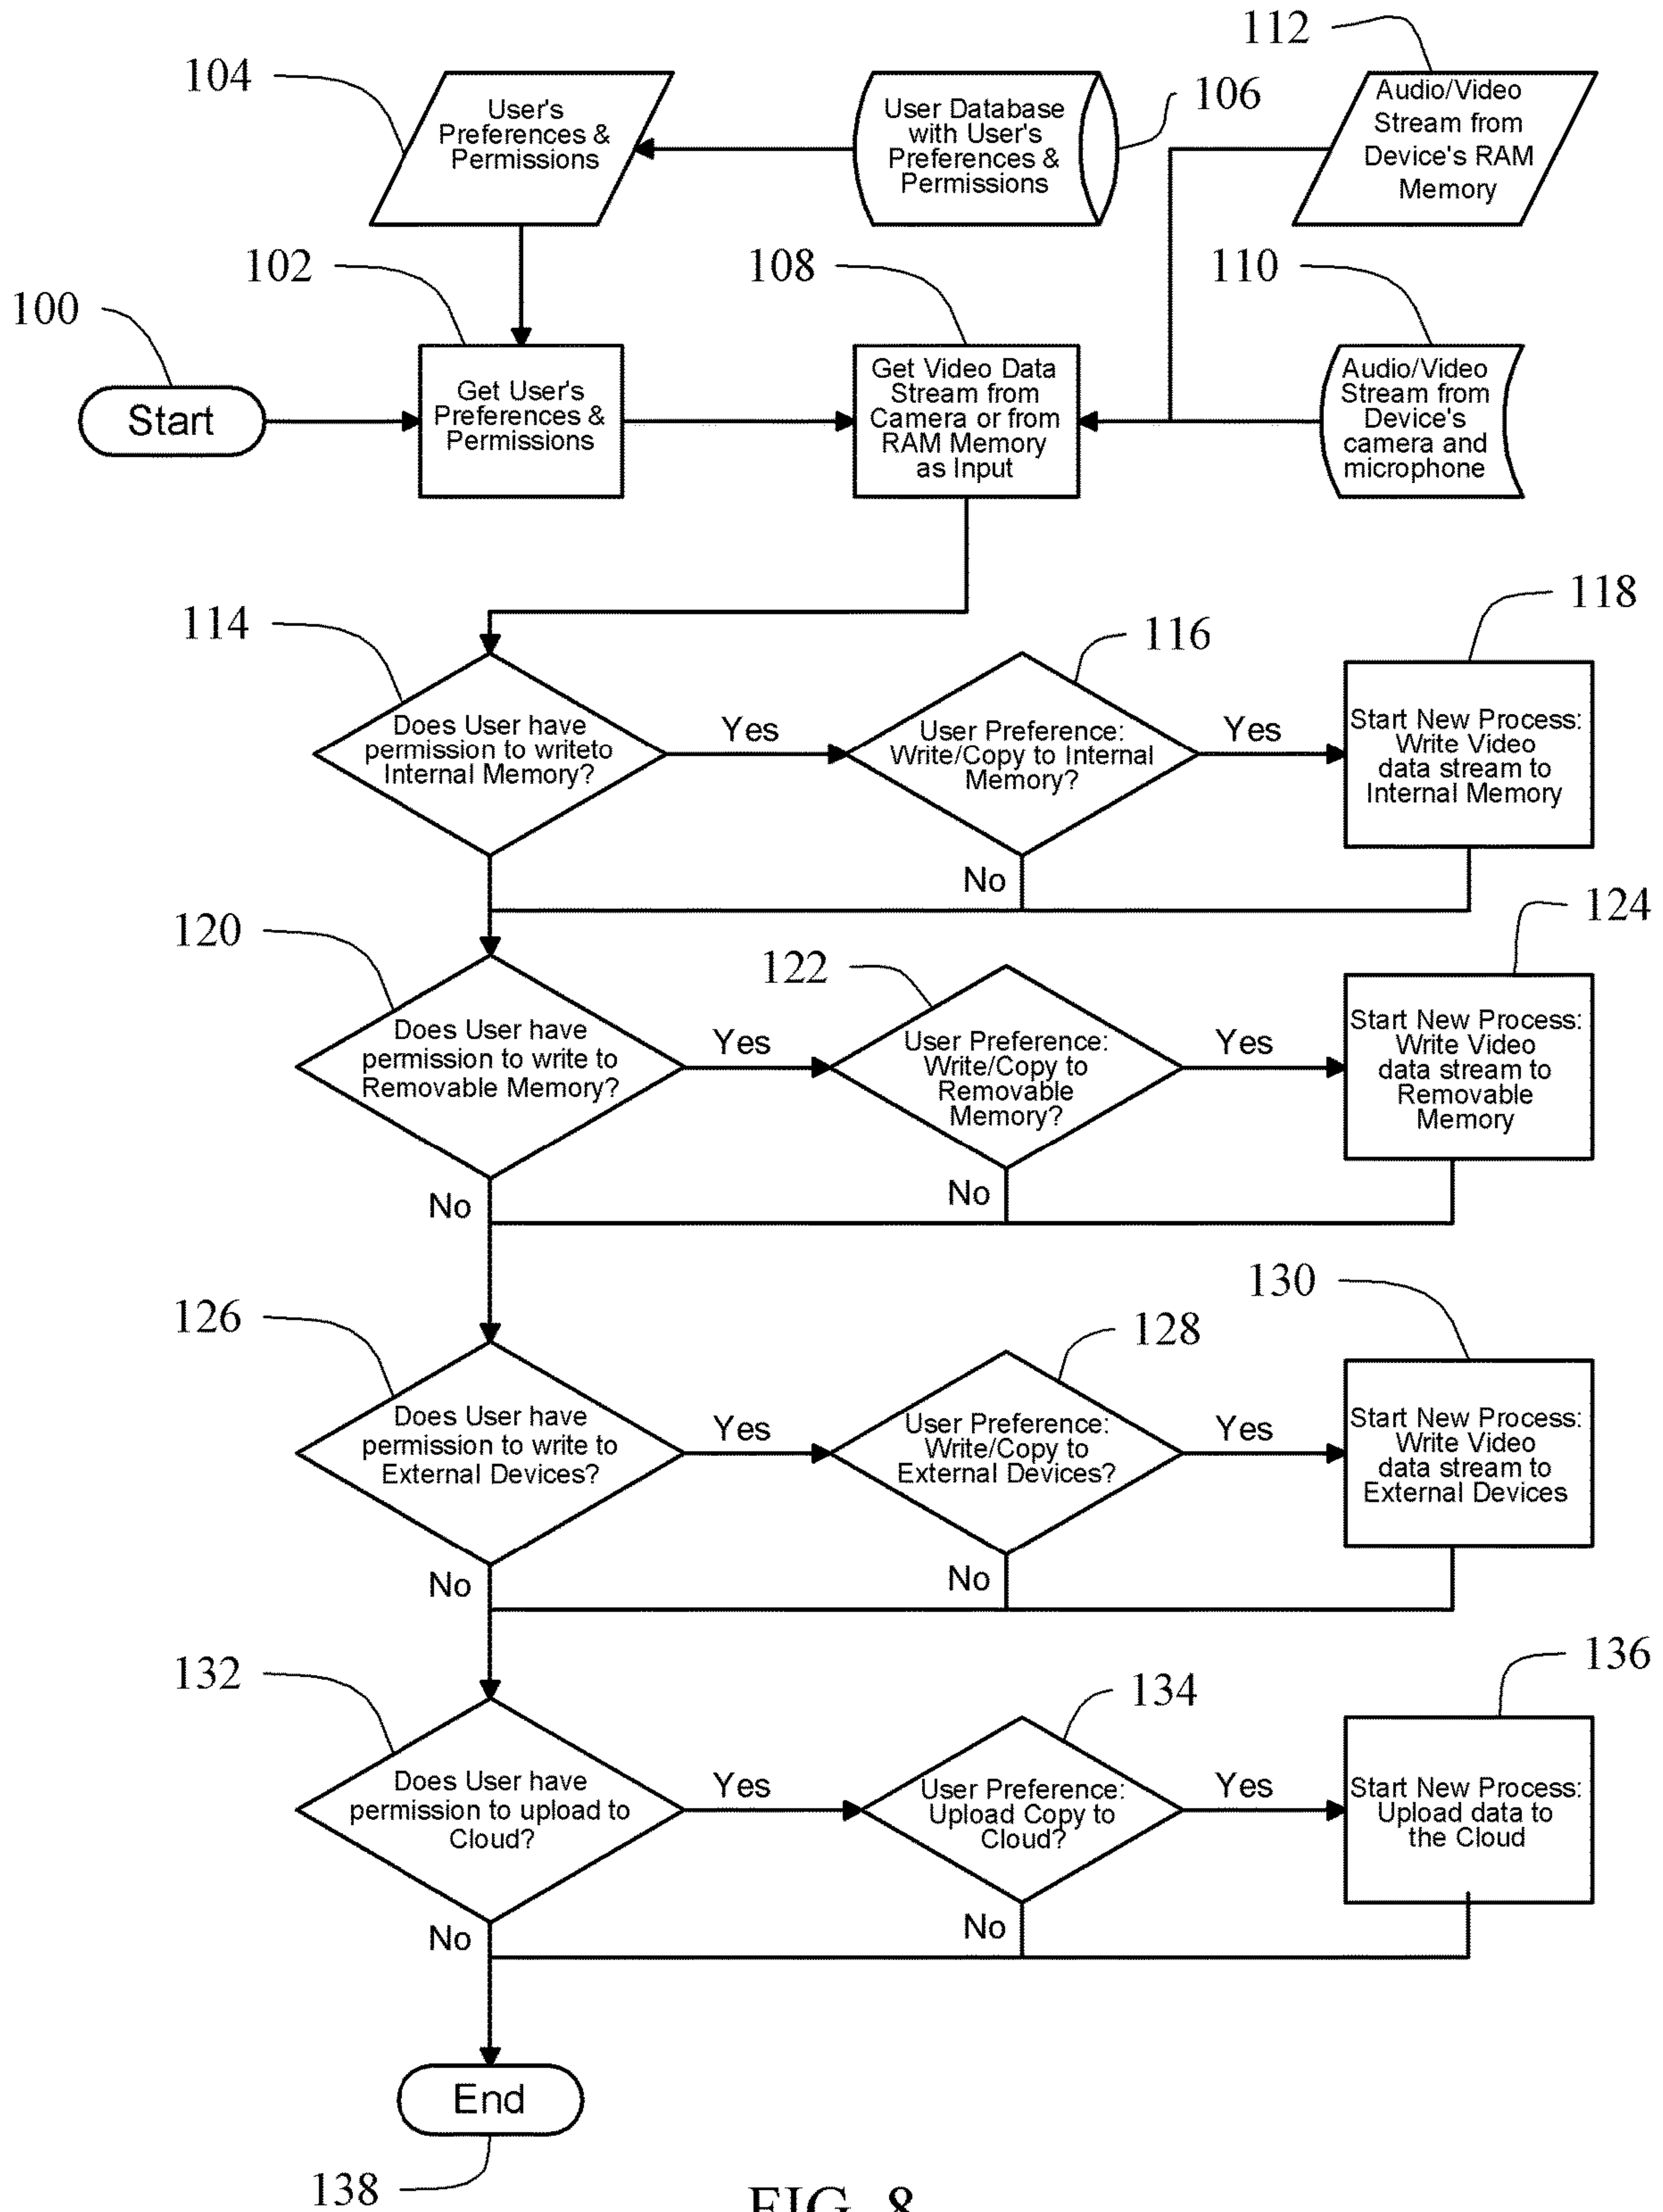 112
104
User's
Preferences &
Permissions
User Database
with User's
Preferences &
Permissions
106
Audio/Video
Stream from
Device's RAM
Memory
102
108
110
100
Start
Get User's
Preferences &
Permissions
Get Video Data
Stream from
Camera or from
RAM Memory
as Input
Audio/Video
Stream from
Device's
camera and
microphone
114
116
118
Does User have
permission to writeto
Internal Memory?
Yes
User Preference:
Write/Copy to Internal
Memory?
Yes
Start New Process:
Write Video
data stream to
Internal Memory
No
120
122
124
Does User have
permission to write to
Removable Memory?
Yes
User Preference:
Write/Copy to
Removable
Memory?
Yes
Start New Process:
Write Video
data stream to
Removable
Memory
No
No
126
128
130
Does User have
permission to write to
External Devices?
Yes
User Preference:
Write/Copy to
External Devices?
Yes
Start New Process:
Write Video
data stream to
External Devices
No
No
132
134
136
Does User have
permission to upload to
Cloud?
Yes
User Preference:
Upload Copy to
Cloud?
Yes
Start New Process:
Upload data to
the Cloud
No
No
End
138
FIG. 8